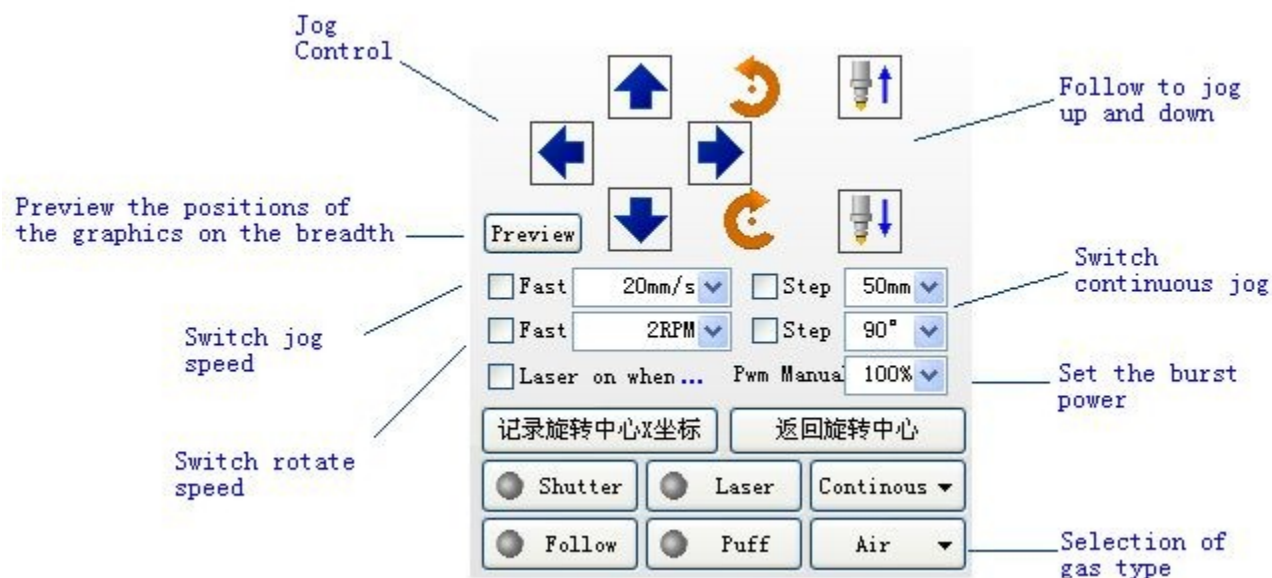 Jog
Control
Follow to jog
up and down
Preview the positions of
the graphics on the breadth
Preview
Switch
continuous jog
Fast 20mm/s Step 50mm
Switch jog
speed
Fast 2RPM Step 90°
Laser on when... Pwm Manual 100%
Set the burst
power
记录旋转中心X坐标 返回旋转中心
Switch rotate
speed
Shutter Laser Continous
Follow Puff Air
Selection of
gas type